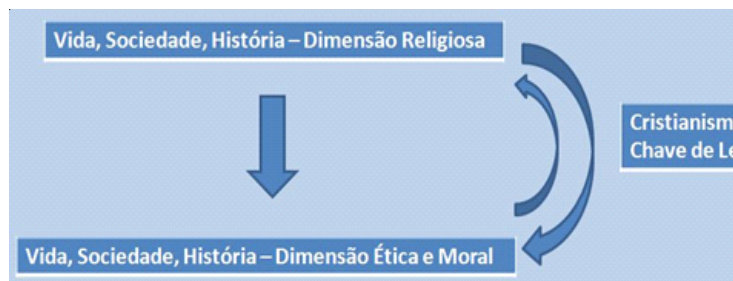 Vida, Sociedade, História – Dimensão Religiosa
Cristianism
Chave de Le
Vida, Sociedade, História – Dimensão Ética e Moral